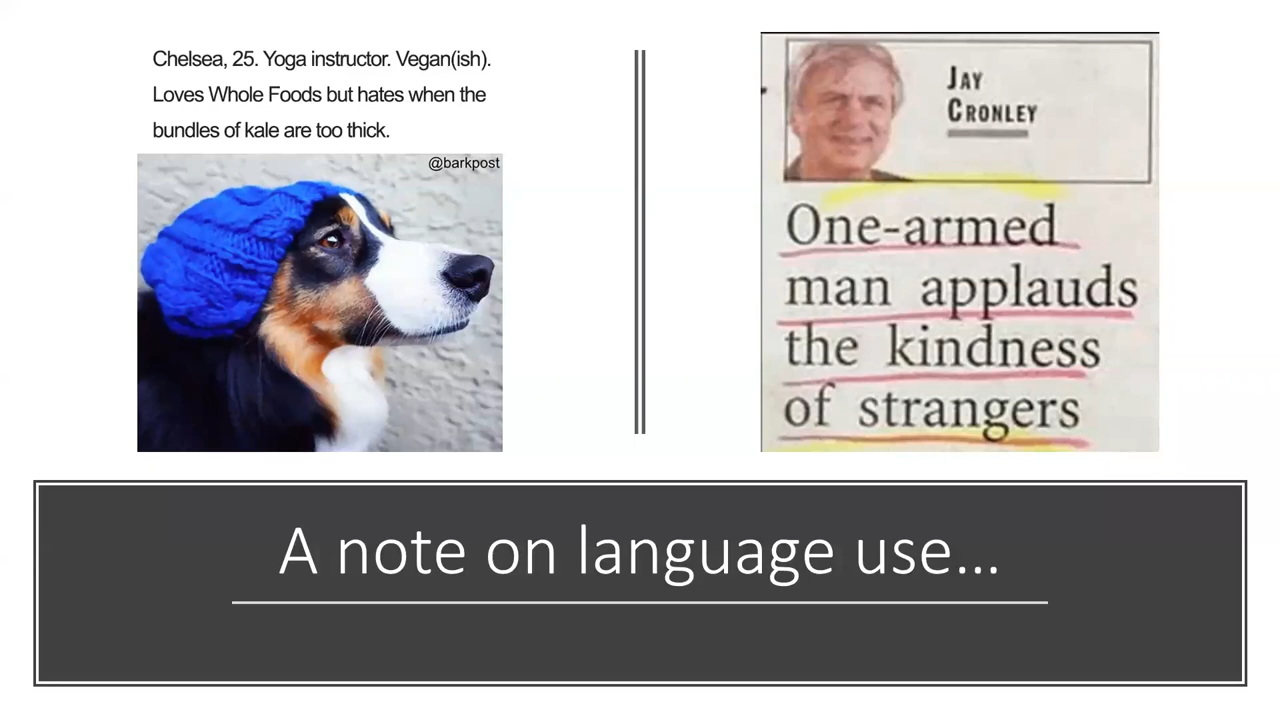 Chelsea, 25. Yoga instructor. Vegan(ish).
Loves Whole Foods but hates when the
bundles of kale are too thick.
@barkpost
JAY
CRONLEY
One-armed
man applauds
the kindness
of strangers
A note on language use...